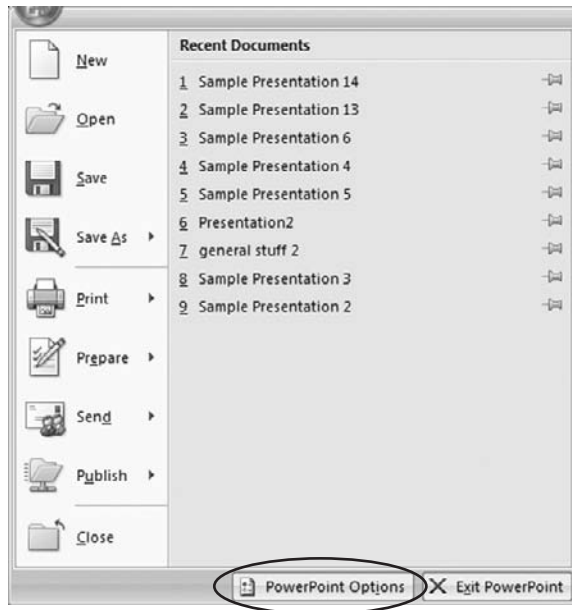 New
Open
Save
Save As
Print
Prepare
Send
Publish
Close
Recent Documents
1 Sample Presentation 14
2 Sample Presentation 13
3 Sample Presentation 6
4 Sample Presentation 4
5 Sample Presentation 5
6 Presentation2
7 general stuff 2
8 Sample Presentation 3
9 Sample Presentation 2
PowerPoint Options
Exit PowerPoint